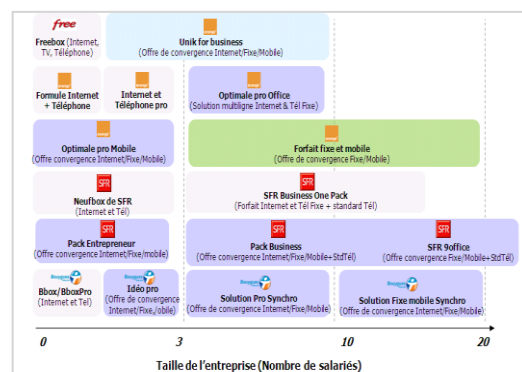 free
Freebox (Internet,
TV, Téléphone)
Unik for business
(Offre de convergence Internet/Fixe/Mobile)
Formule Internet
+ Téléphone
Internet et
Téléphone pro
Optimale pro Office
(Solution multiligne Internet & Tél Fixe)
Optimale pro Mobile
(Offre convergence Internet/Fixe/Mobile)
Forfait fixe et mobile
(Offre de convergence Fixe/Mobile)
SFR
Neufbox de SFR
(Internet et Tél)
SFR
SFR Business One Pack
(Forfait Internet et Tél Fixe + standard Tél)
SFR
Pack Entrepreneur
(Offre convergence Internet/Fixe/mobile)
SFR
Pack Business
(Offre convergence Internet/Fixe/Mobile+StdTél)
SFR
SFR 9office
(Offre convergence Fixe/Mobile+StdTél)
Bbox/BboxPro
(Internet et Tel)
Idéo pro
(Offre de convergence
Internet/Fixe,/obile)
Solution Pro Synchro
(Offre de convergence Internet/Fixe/Mobile)
Solution Fixe mobile Synchro
(Offre de convergence Internet/Fixe/Mobile)
0 3 10 20
Taille de l'entreprise (Nombre de salariés)